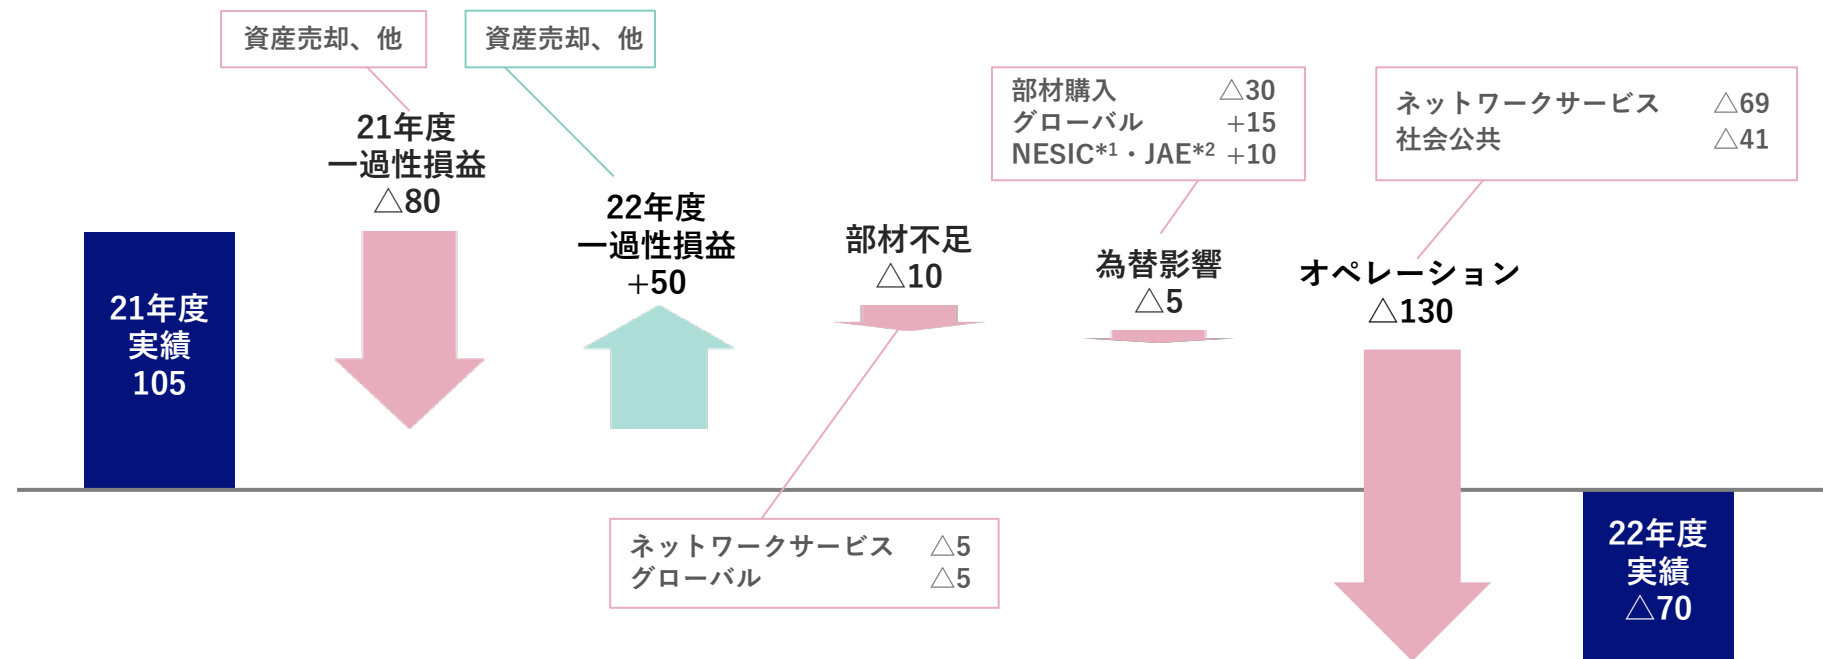 資産売却、他
21年度
一過性損益
△80
資産売却、他
22年度
一過性損益
+50
部材購入 △30
グローバル +15
NESIC*1・JAE*2 +10
ネットワークサービス △69
社会公共 △41
21年度
実績
105
部材不足
△10
為替影響
△5
オペレーション
△130
ネットワークサービス △5
グローバル △5
22年度
実績
△70